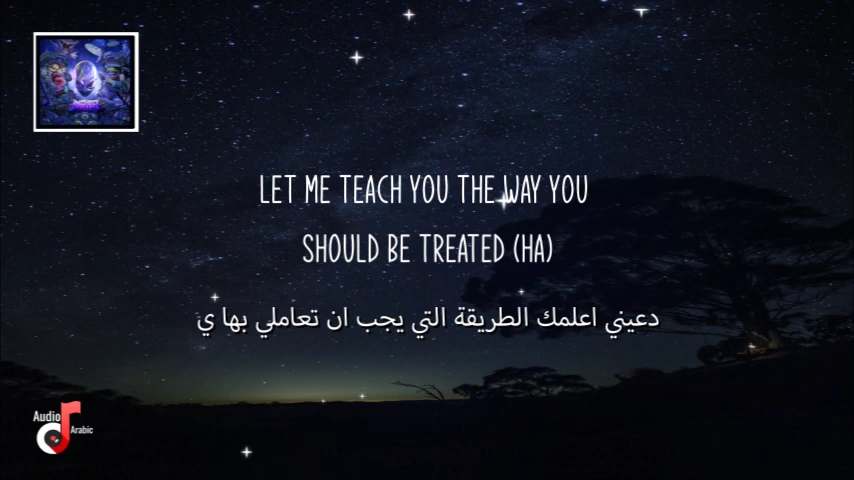 LET ME TEACH YOU THE WAY YOU
SHOULD BE TREATED (HA)
دعيني اعلمك الطريقة التي يجب ان تعاملي بها ي
Audio
Arabic